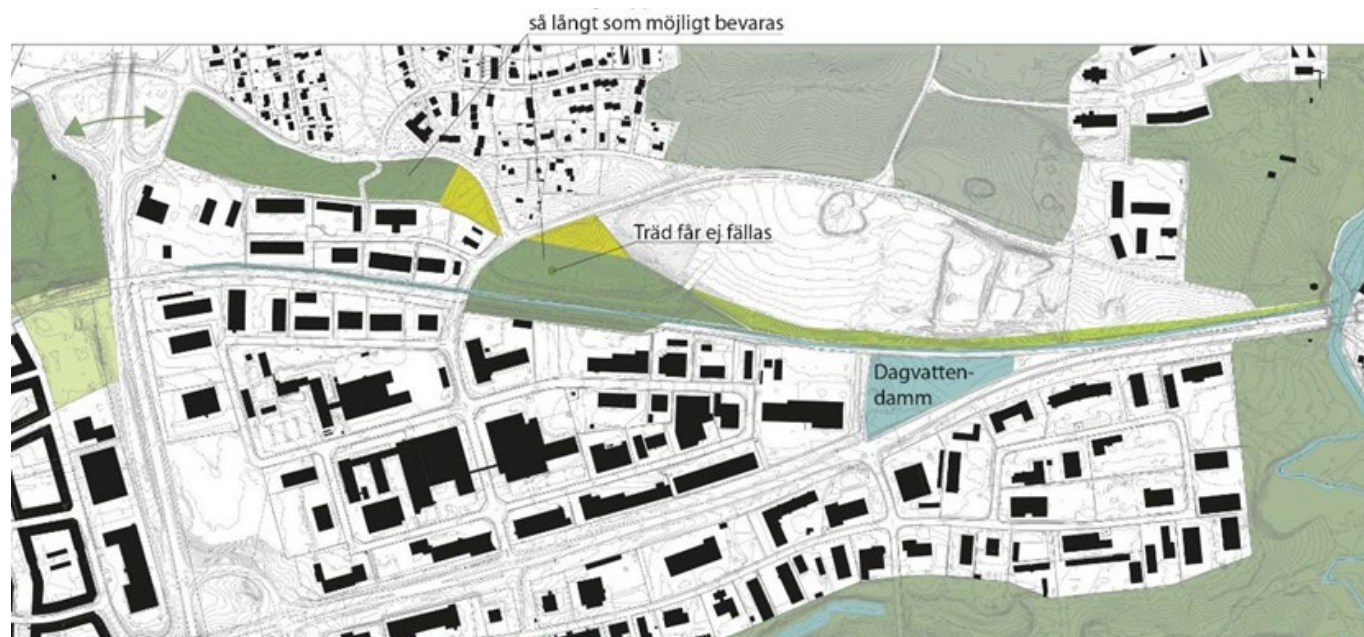 så långt som möjligt bevaras
Träd får ej fällas
Dagvatten-
damm